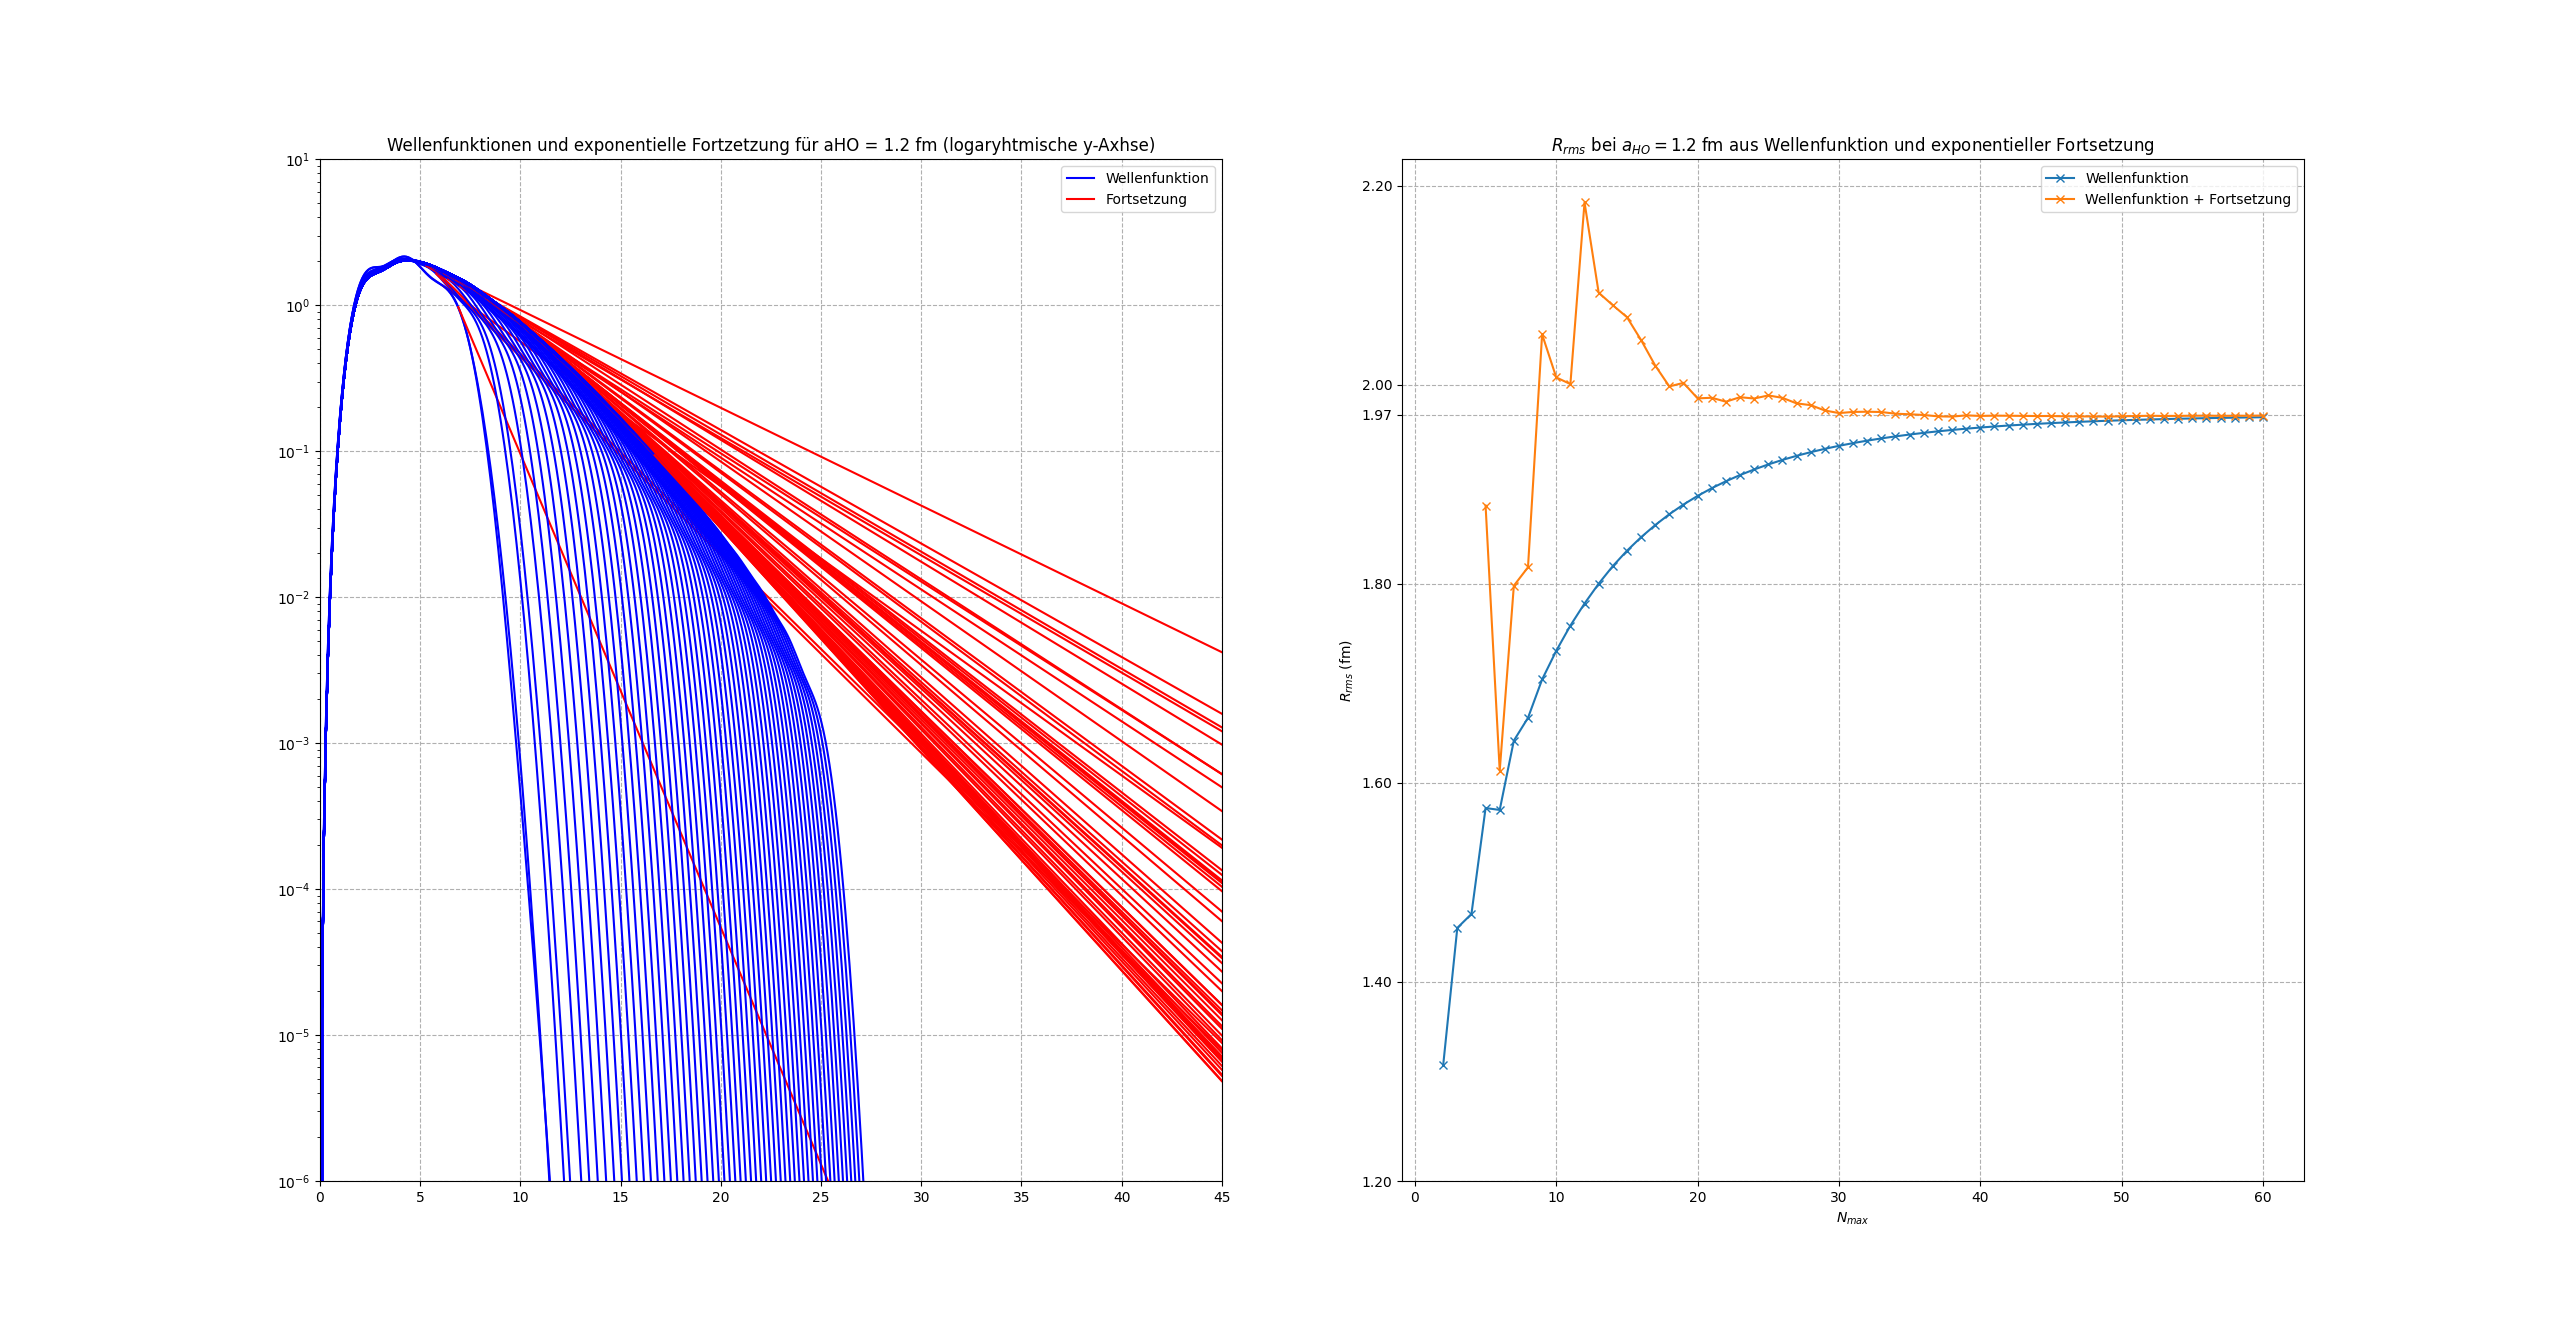 Wellenfunktionen und exponentielle Fortzetzung für aHO = 1.2 fm (logaryhtmische y-Axhse)
10^1
10^0
10^-1
10^-2
10^-3
10^-4
10^-5
10^-6
0 5 10 15 20 25 30 35 40 45
Wellenfunktion
Fortsetzung
R_rms bei a_HO = 1.2 fm aus Wellenfunktion und exponentieller Fortsetzung
2.20
2.00
1.97
1.80
1.60
1.40
1.20
R_rms (fm)
0 10 20 30 40 50 60
N_max
Wellenfunktion
Wellenfunktion + Fortsetzung